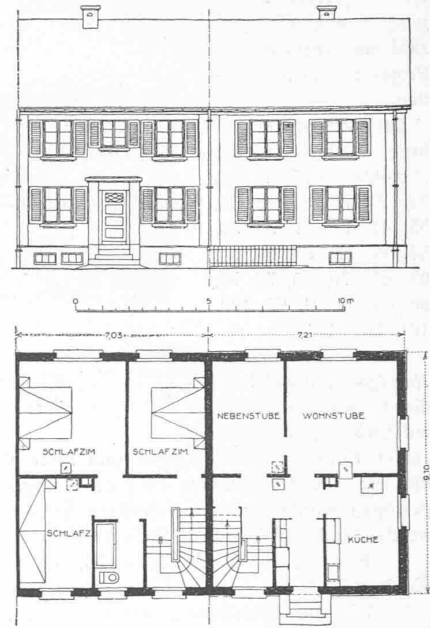 0 5 10 m
7.03 7.21
NEBENSTUBE WOHNSTUBE
SCHLAFZIM SCHLAFZIM.
9.10
SCHLAFZ. KÜCHE